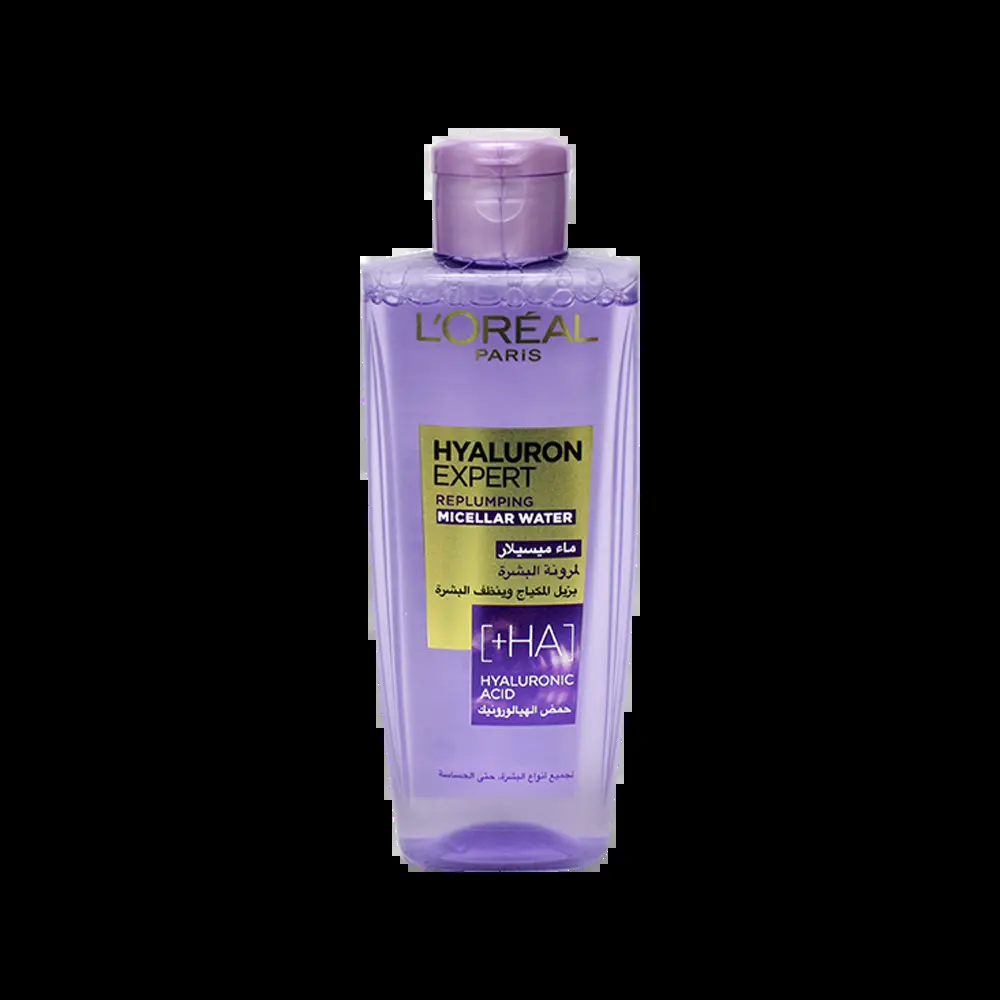 L'ORÉAL
PARIS
HYALURON
EXPERT
REPLUMPING
MICELLAR WATER
ماء ميسيلار
لمرونة البشرة
يزيل المكياج وينظف البشرة
[+HA]
HYALURONIC
ACID
حمض الهيالورونيك
لجميع أنواع البشرة، حتى الحساسة